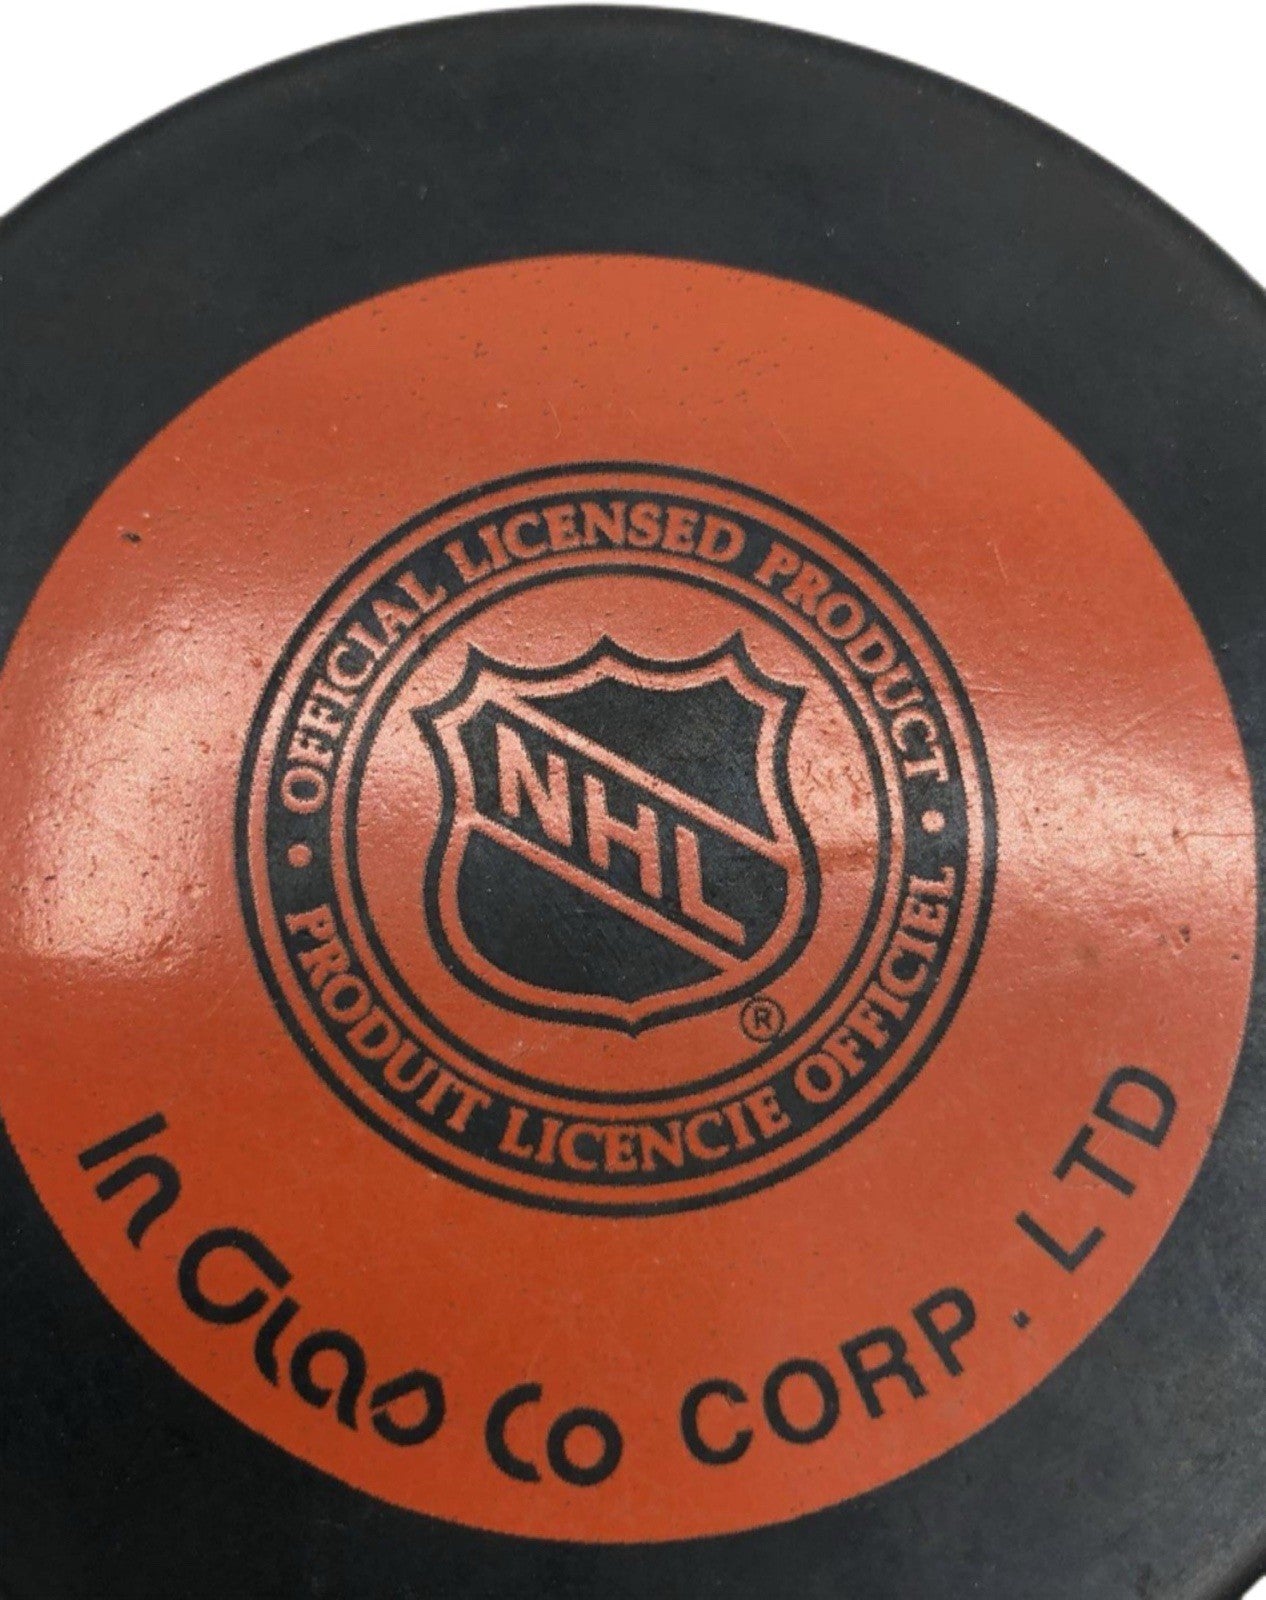 OFFICIAL LICENSED PRODUCT
NHL
®
PRODUIT LICENCIE OFFICIEL
In Glas Co CORP. LTD